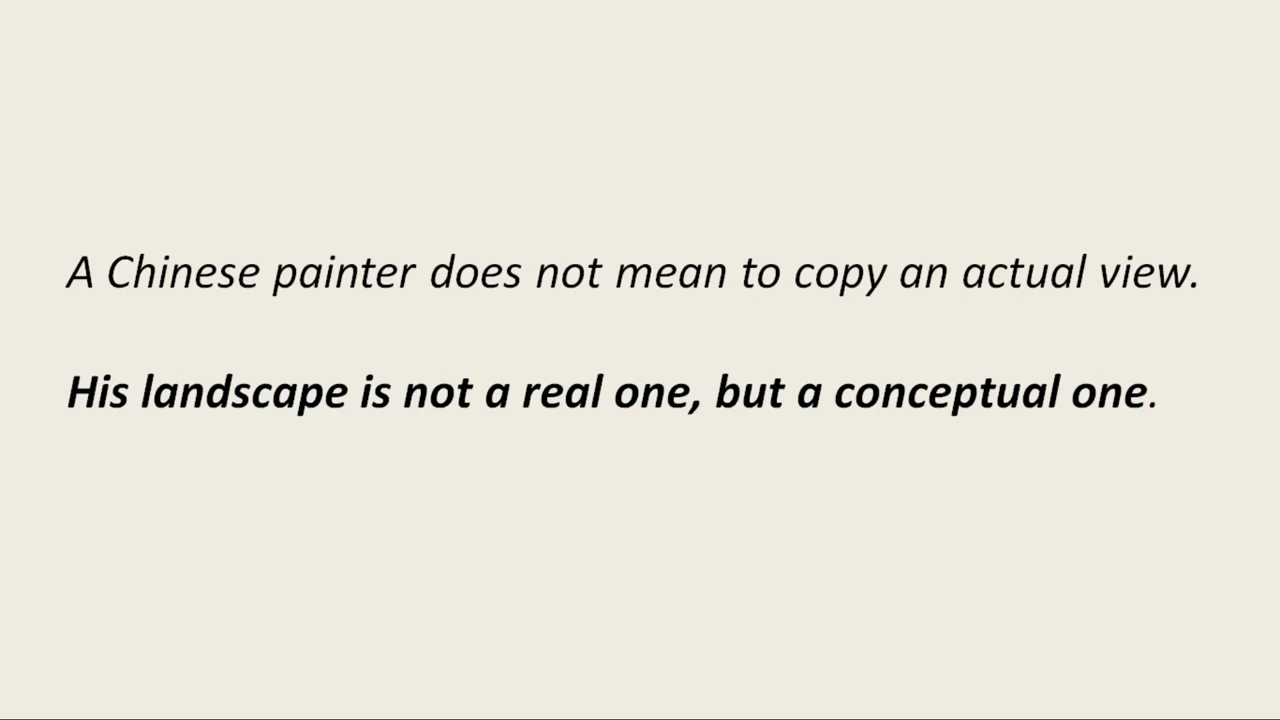 A Chinese painter does not mean to copy an actual view.
His landscape is not a real one, but a conceptual one.